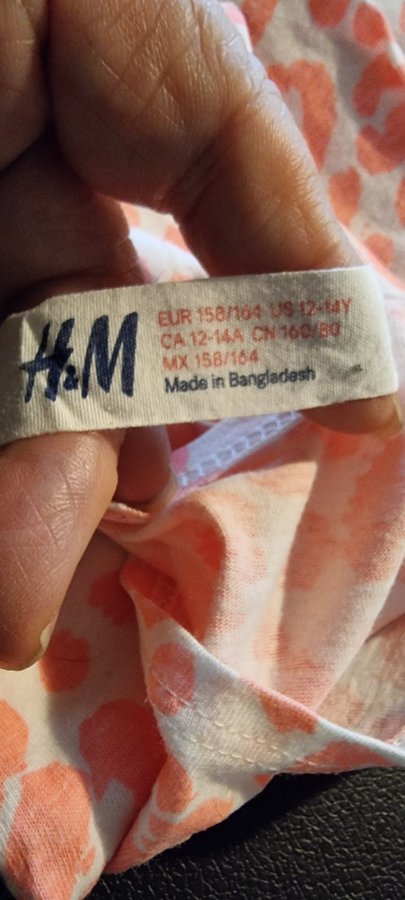 H&M
EUR 158/164 US 12-14Y
CA 12-14A CN 160/80
MX 158/164
Made in Bangladesh